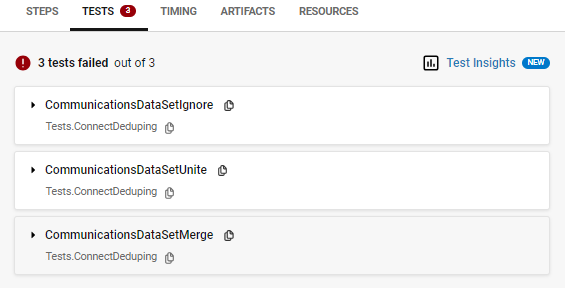 STEPS TESTS 3 TIMING ARTIFACTS RESOURCES
3 tests failed out of 3 Test Insights NEW
CommunicationsDataSetIgnore
Tests.ConnectDeduping
CommunicationsDataSetUnite
Tests.ConnectDeduping
CommunicationsDataSetMerge
Tests.ConnectDeduping